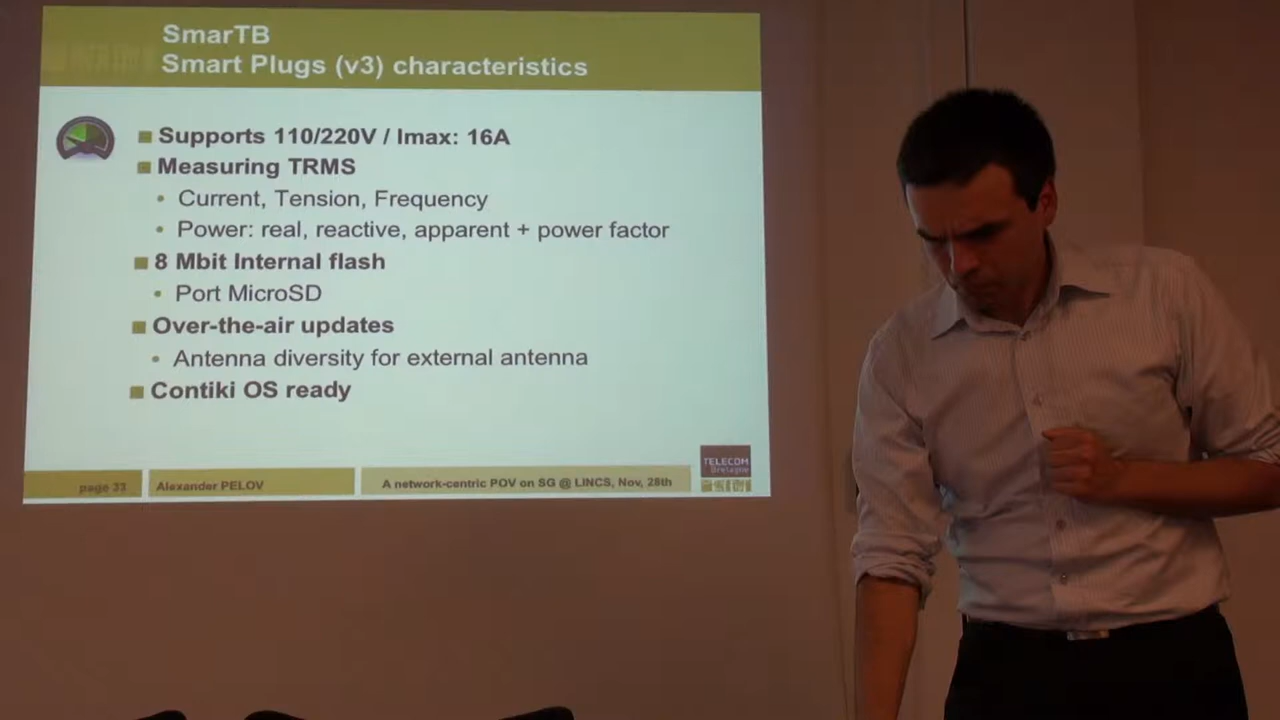 SmarTB
Smart Plugs (v3) characteristics
Supports 110/220V / Imax: 16A
Measuring TRMS
Current, Tension, Frequency
Power: real, reactive, apparent + power factor
8 Mbit Internal flash
Port MicroSD
Over-the-air updates
Antenna diversity for external antenna
Contiki OS ready
page 33
Alexander PELOV
A network-centric POV on SG @ LINCS, Nov, 28th
TELECOM
Bretagne